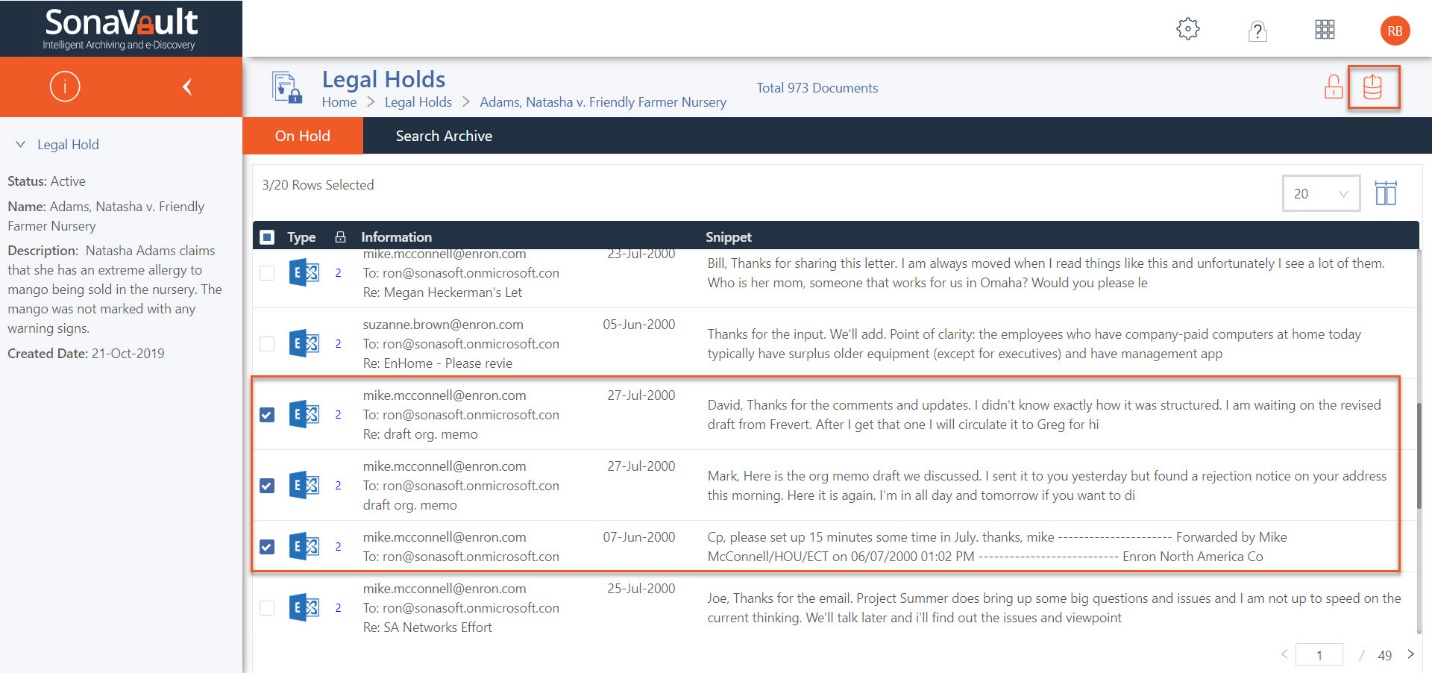 SonaVault
Intelligent Archiving and e-Discovery
?
RB
i
Legal Holds
Home > Legal Holds > Adams, Natasha v. Friendly Farmer Nursery
Total 973 Documents
On Hold
Search Archive
Legal Hold
Status: Active
Name: Adams, Natasha v. Friendly
Farmer Nursery
Description: Natasha Adams claims
that she has an extreme allergy to
mango being sold in the nursery. The
mango was not marked with any
warning signs.
Created Date: 21-Oct-2019
3/20 Rows Selected
20
Type Information Snippet
mike.mcconnell@enron.com 23-Jul-2000
E 2 To: ron@sonasoft.onmicrosoft.con
Re: Megan Heckerman's Let
Bill, Thanks for sharing this letter. I am always moved when I read things like this and unfortunately I see a lot of them.
Who is her mom, someone that works for us in Omaha? Would you please le
suzanne.brown@enron.com 05-Jun-2000
E 2 To: ron@sonasoft.onmicrosoft.con
Re: EnHome - Please revie
Thanks for the input. We'll add. Point of clarity: the employees who have company-paid computers at home today
typically have surplus older equipment (except for executives) and have management app
mike.mcconnell@enron.com 27-Jul-2000
E 2 To: ron@sonasoft.onmicrosoft.con
Re: draft org. memo
David, Thanks for the comments and updates. I didn't know exactly how it was structured. I am waiting on the revised
draft from Frevert. After I get that one I will circulate it to Greg for hi
mike.mcconnell@enron.com 27-Jul-2000
E 2 To: ron@sonasoft.onmicrosoft.con
draft org. memo
Mark, Here is the org memo draft we discussed. I sent it to you yesterday but found a rejection notice on your address
this morning. Here it is again. I'm in all day and tomorrow if you want to di
mike.mcconnell@enron.com 07-Jun-2000
E 2 To: ron@sonasoft.onmicrosoft.con
Cp, please set up 15 minutes some time in July. thanks, mike ---------------------- Forwarded by Mike
McConnell/HOU/ECT on 06/07/2000 01:02 PM --------------------------- Enron North America Co
mike.mcconnell@enron.com 25-Jul-2000
E 2 To: ron@sonasoft.onmicrosoft.con
Re: SA Networks Effort
Joe, Thanks for the email. Project Summer does bring up some big questions and issues and I am not up to speed on the
current thinking. We'll talk later and i'll find out the issues and viewpoint
< 1 / 49 >